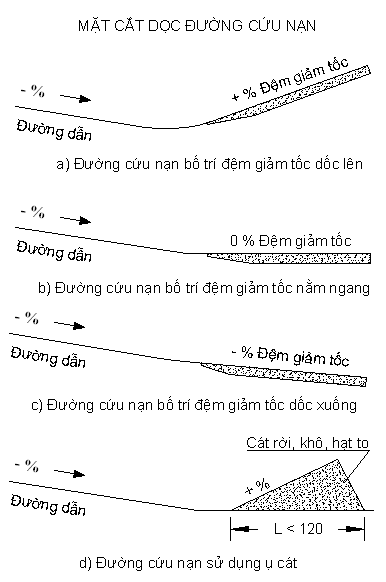 MẶT CẮT DỌC ĐƯỜNG CỨU NẠN
- %
+ % Đệm giảm tốc
Đường dẫn
a) Đường cứu nạn bố trí đệm giảm tốc dốc lên
- %
0 % Đệm giảm tốc
Đường dẫn
b) Đường cứu nạn bố trí đệm giảm tốc nằm ngang
- %
- % Đệm giảm tốc
Đường dẫn
c) Đường cứu nạn bố trí đệm giảm tốc dốc xuống
Cát rời, khô, hạt to
- %
+ %
Đường dẫn
L < 120
d) Đường cứu nạn sử dụng ụ cát